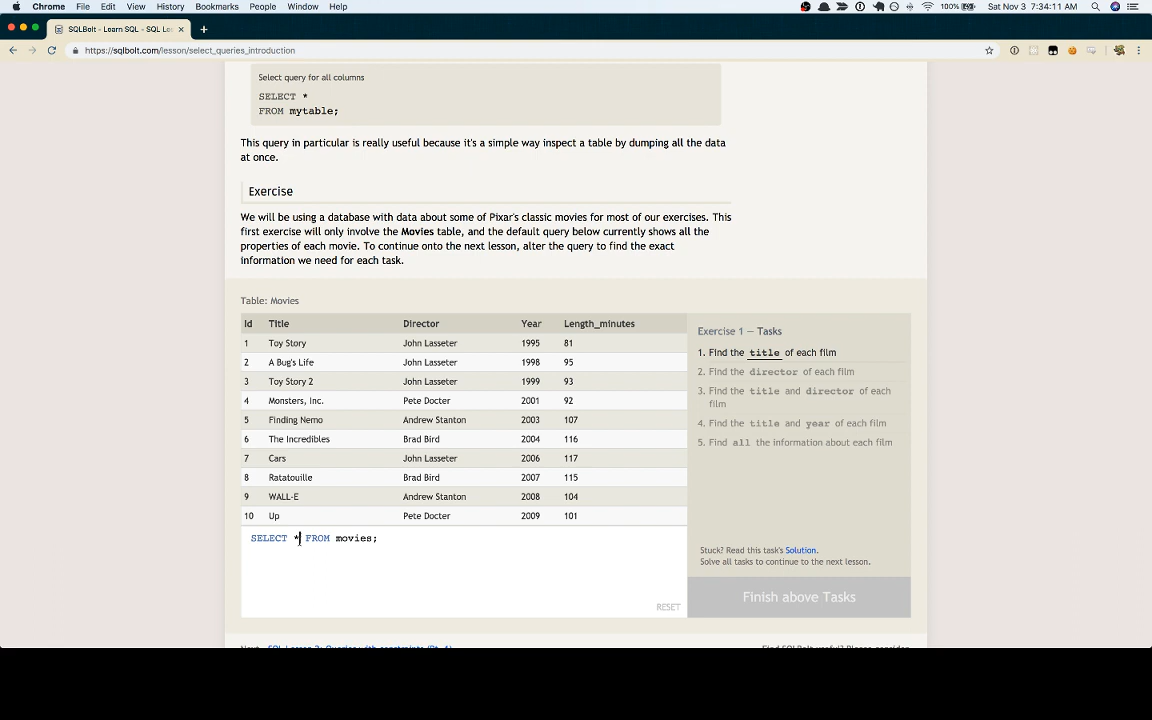 Chrome File Edit View History Bookmarks People Window Help 100% Sat Nov 3 7:34:11 AM
SQLBolt - Learn SQL - SQL Le
https://sqlbolt.com/lesson/select_queries_introduction
Select query for all columns
SELECT *
FROM mytable;
This query in particular is really useful because it's a simple way inspect a table by dumping all the data
at once.
Exercise
We will be using a database with data about some of Pixar's classic movies for most of our exercises. This
first exercise will only involve the Movies table, and the default query below currently shows all the
properties of each movie. To continue onto the next lesson, alter the query to find the exact
information we need for each task.
Table: Movies
Id Title Director Year Length_minutes
1 Toy Story John Lasseter 1995 81
2 A Bug's Life John Lasseter 1998 95
3 Toy Story 2 John Lasseter 1999 93
4 Monsters, Inc. Pete Docter 2001 92
5 Finding Nemo Andrew Stanton 2003 107
6 The Incredibles Brad Bird 2004 116
7 Cars John Lasseter 2006 117
8 Ratatouille Brad Bird 2007 115
9 WALL-E Andrew Stanton 2008 104
10 Up Pete Docter 2009 101
SELECT * FROM movies;
RESET
Exercise 1 — Tasks
1. Find the title of each film
2. Find the director of each film
3. Find the title and director of each
film
4. Find the title and year of each film
5. Find all the information about each film
Stuck? Read this task's Solution.
Solve all tasks to continue to the next lesson.
Finish above Tasks